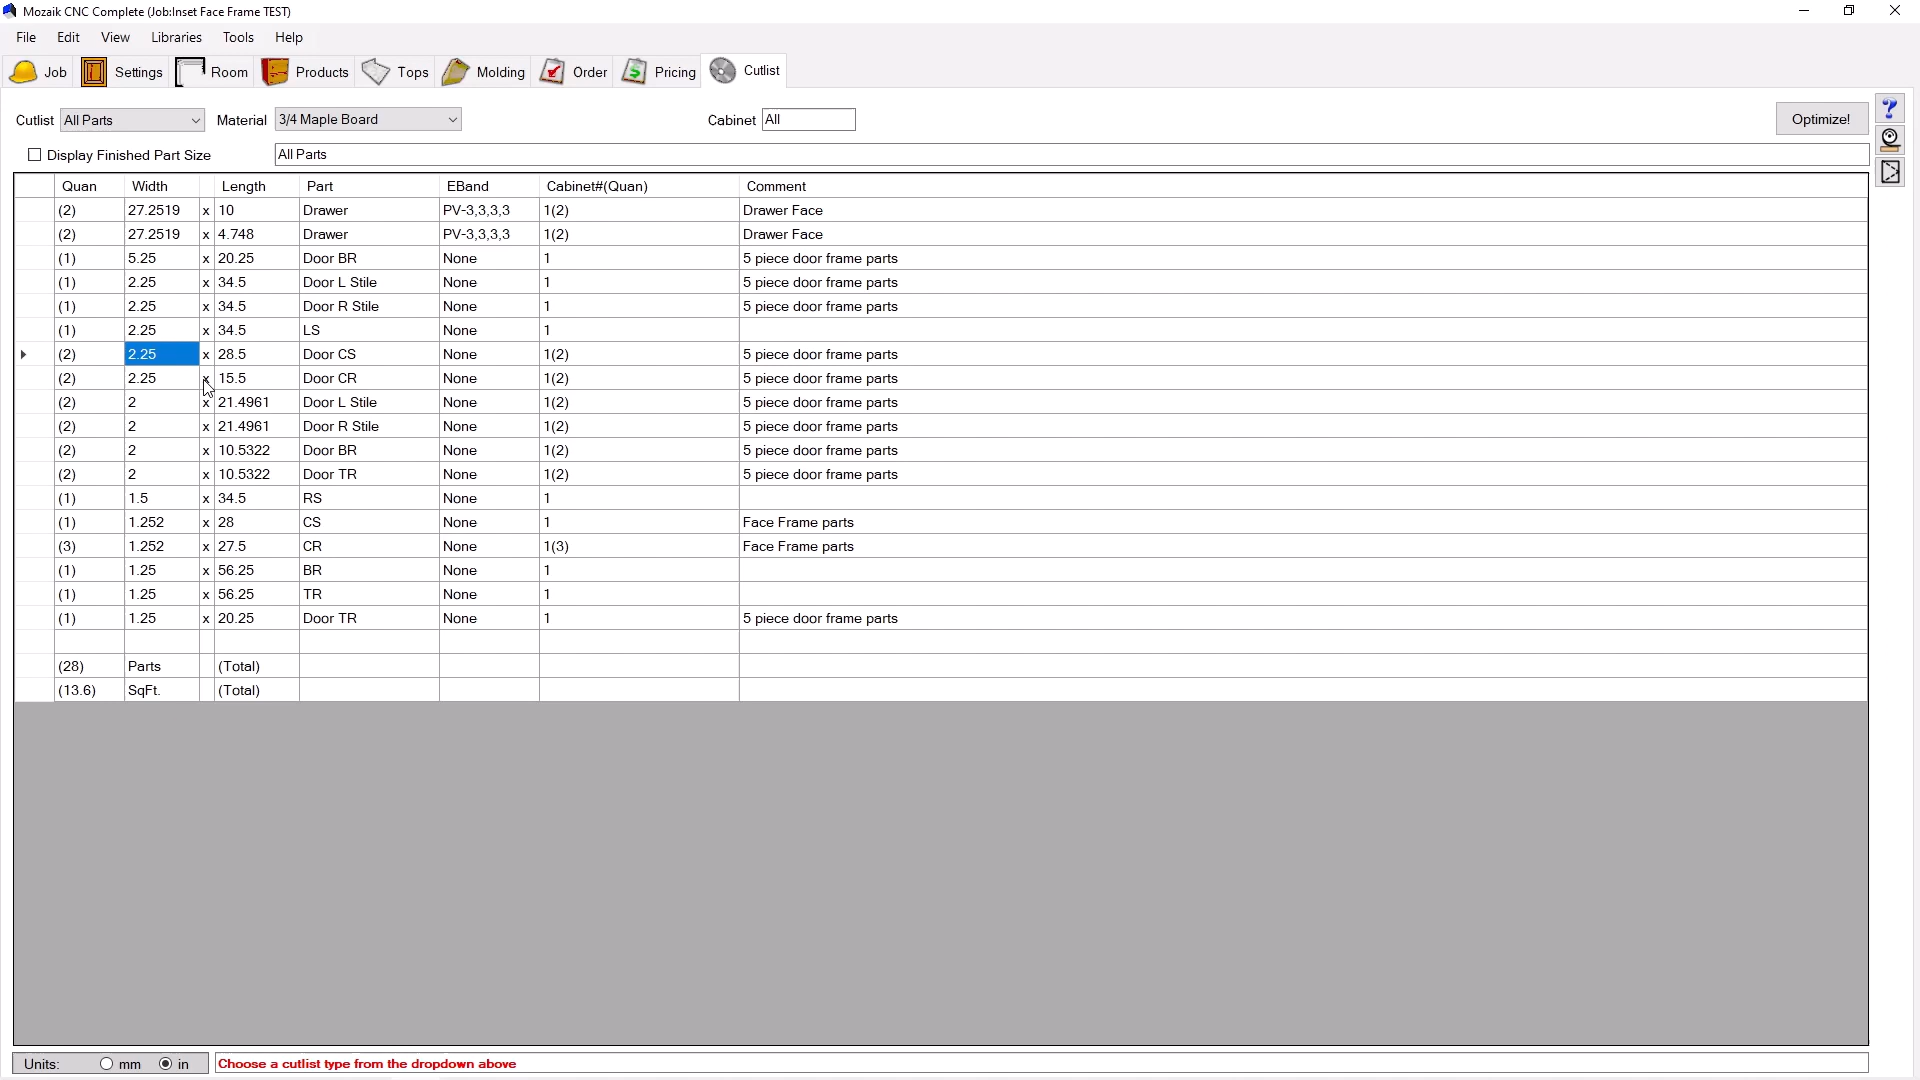 Mozaik CNC Complete (Job:Inset Face Frame TEST)
File Edit View Libraries Tools Help
Job Settings Room Products Tops Molding Order Pricing Cutlist
Cutlist All Parts Material 3/4 Maple Board Cabinet All Optimize!
Display Finished Part Size All Parts
Quan Width Length Part EBand Cabinet#(Quan) Comment
(2) 27.2519 x 10 Drawer PV-3,3,3,3 1(2) Drawer Face
(2) 27.2519 x 4.748 Drawer PV-3,3,3,3 1(2) Drawer Face
(1) 5.25 x 20.25 Door BR None 1 5 piece door frame parts
(1) 2.25 x 34.5 Door L Stile None 1 5 piece door frame parts
(1) 2.25 x 34.5 Door R Stile None 1 5 piece door frame parts
(1) 2.25 x 34.5 LS None 1
(2) 2.25 x 28.5 Door CS None 1(2) 5 piece door frame parts
(2) 2.25 x 15.5 Door CR None 1(2) 5 piece door frame parts
(2) 2 x 21.4961 Door L Stile None 1(2) 5 piece door frame parts
(2) 2 x 21.4961 Door R Stile None 1(2) 5 piece door frame parts
(2) 2 x 10.5322 Door BR None 1(2) 5 piece door frame parts
(2) 2 x 10.5322 Door TR None 1(2) 5 piece door frame parts
(1) 1.5 x 34.5 RS None 1
(1) 1.252 x 28 CS None 1 Face Frame parts
(3) 1.252 x 27.5 CR None 1(3) Face Frame parts
(1) 1.25 x 56.25 BR None 1
(1) 1.25 x 56.25 TR None 1
(1) 1.25 x 20.25 Door TR None 1 5 piece door frame parts
(28) Parts (Total)
(13.6) SqFt. (Total)
Units: mm in Choose a cutlist type from the dropdown above